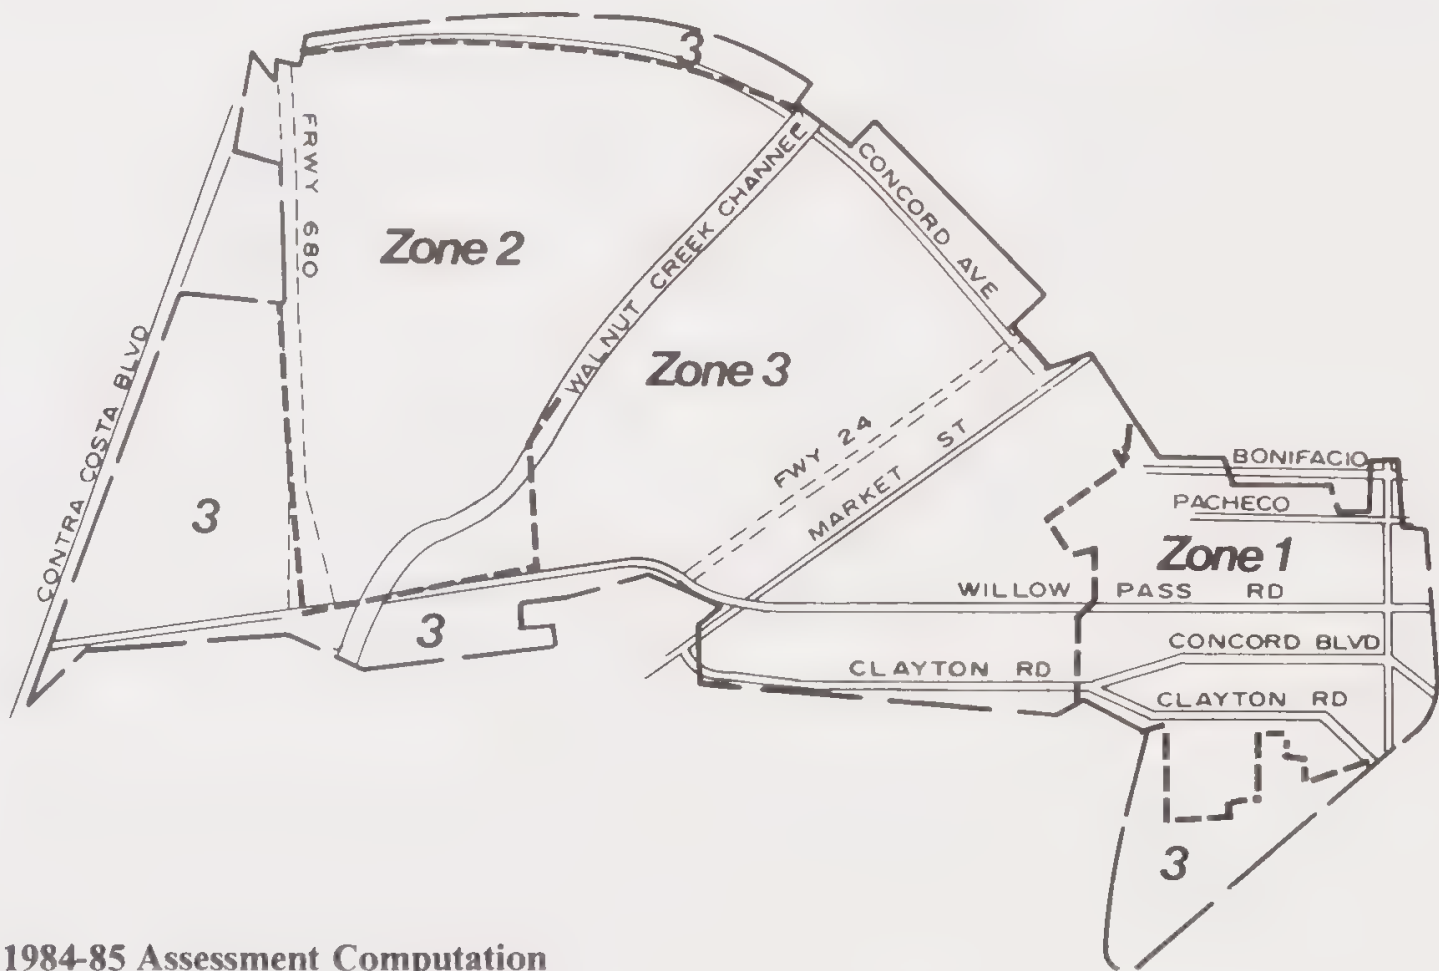 3
FRWY 680
CONCORD AVE
WALNUT CREEK CHANNEL
Zone 2
Zone 3
CONTRA COSTA BLVD
FWY 24
MARKET ST
BONIFACIO
PACHECO
3
Zone 1
WILLOW PASS RD
3
CONCORD BLVD
CLAYTON RD
CLAYTON RD
3
1984-85 Assessment Computation